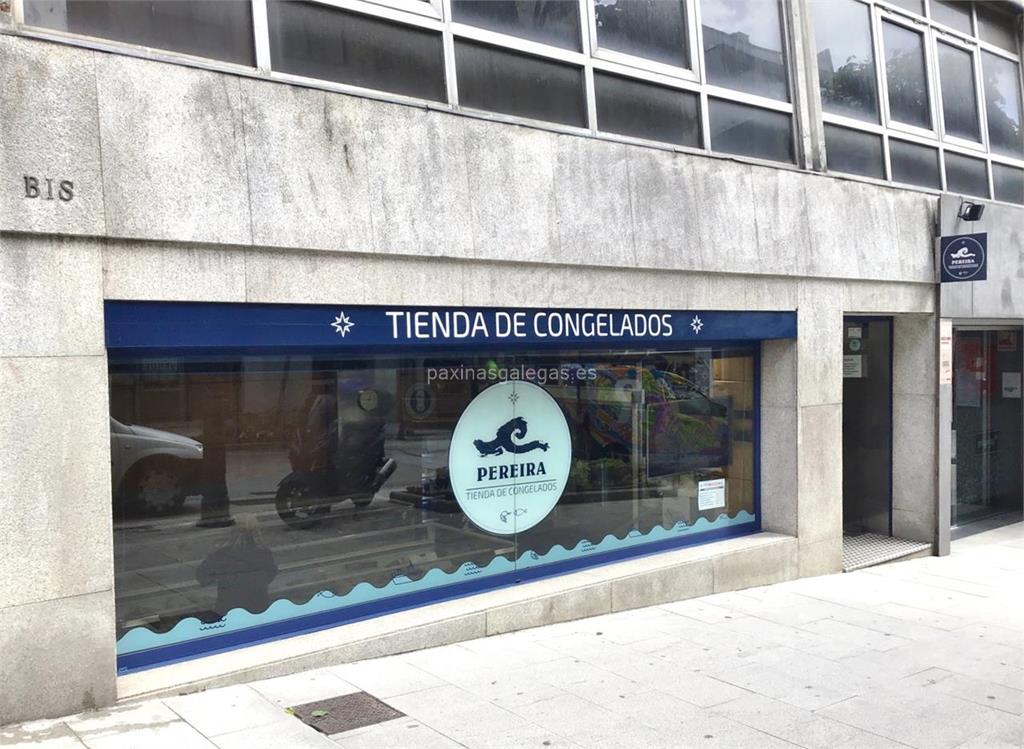 BIS
TIENDA DE CONGELADOS
paxinasgalegas.es
PEREIRA
TIENDA DE CONGELADOS
PEREIRA